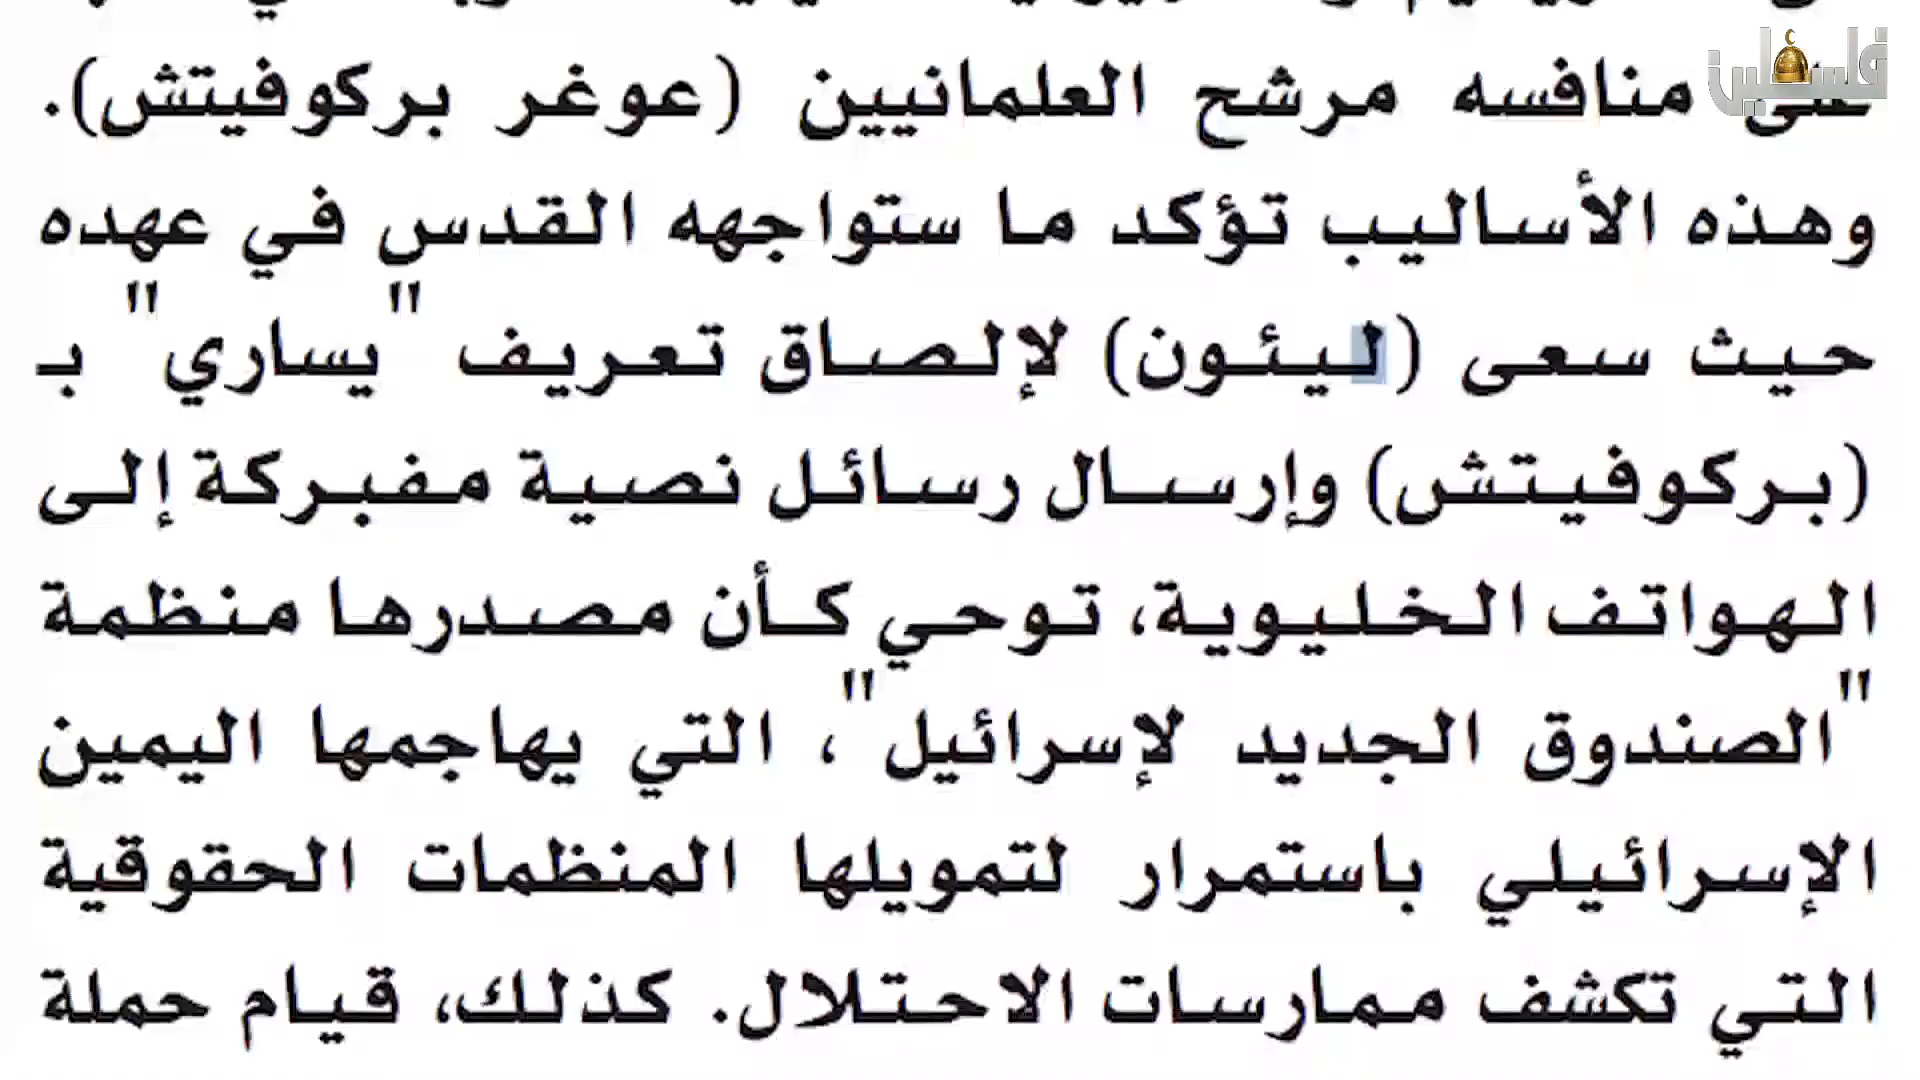 فلسطين
على منافسه مرشح العلمانيين (عوغر بركوفيتش).
وهذه الأساليب تؤكد ما ستواجهه القدس في عهده
حيث سعى (ليئون) لإلصاق تعريف "يساري" بـ
(بركوفيتش) وإرسال رسائل نصية مفبركة إلى
الهواتف الخليوية، توحي كأن مصدرها منظمة
"الصندوق الجديد لإسرائيل"، التي يهاجمها اليمين
الإسرائيلي باستمرار لتمويلها المنظمات الحقوقية
التي تكشف ممارسات الاحتلال. كذلك، قيام حملة